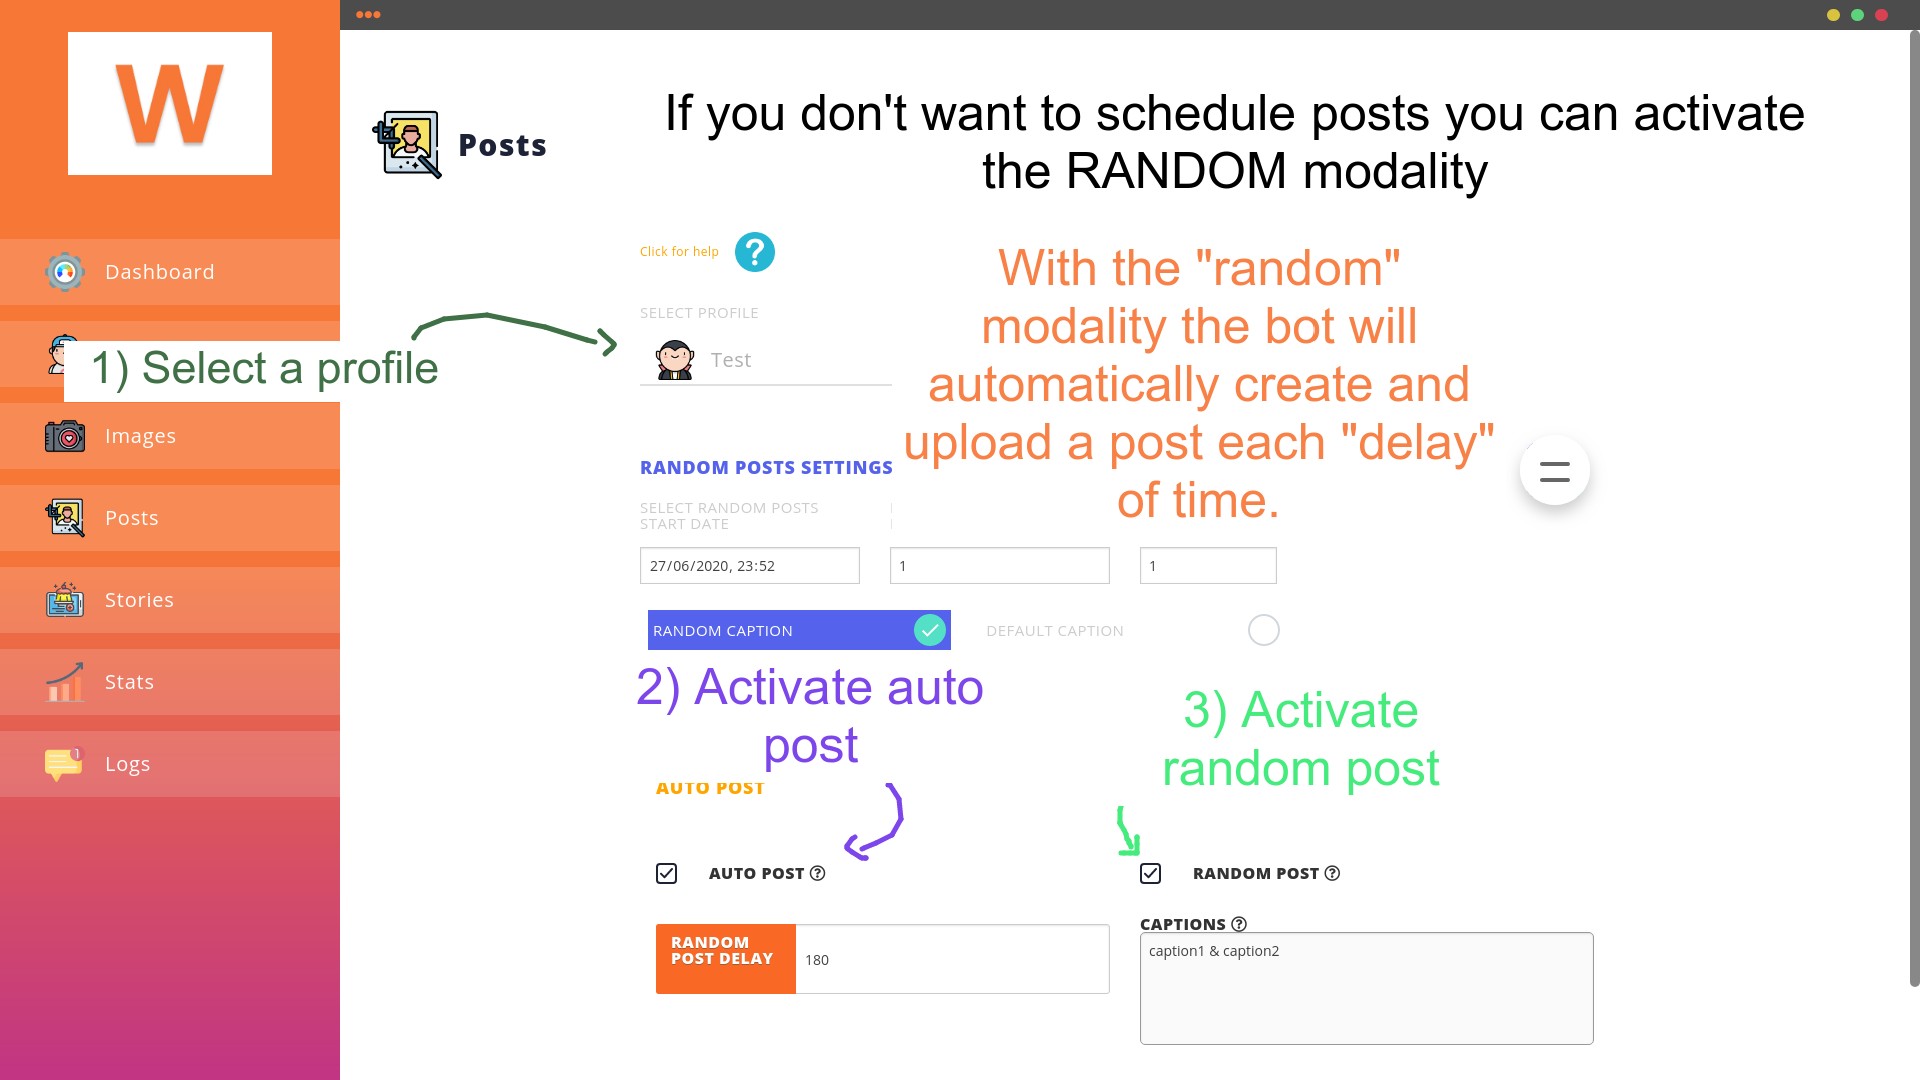 W
If you don't want to schedule posts you can activate
the RANDOM modality
Posts
Click for help
?
With the "random"
modality the bot will
automatically create and
upload a post each "delay"
of time.
Dashboard
SELECT PROFILE
1) Select a profile
Test
Images
RANDOM POSTS SETTINGS
SELECT RANDOM POSTS
START DATE
Posts
27/06/2020, 23:52
1
1
Stories
RANDOM CAPTION
DEFAULT CAPTION
2) Activate auto
post
3) Activate
random post
Stats
Logs
1
AUTO POST
AUTO POST ?
RANDOM POST ?
CAPTIONS ?
RANDOM
POST DELAY
180
caption1 & caption2